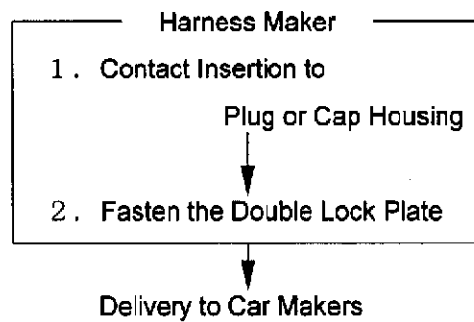 Harness Maker
1. Contact Insertion to
Plug or Cap Housing
2. Fasten the Double Lock Plate
Delivery to Car Makers